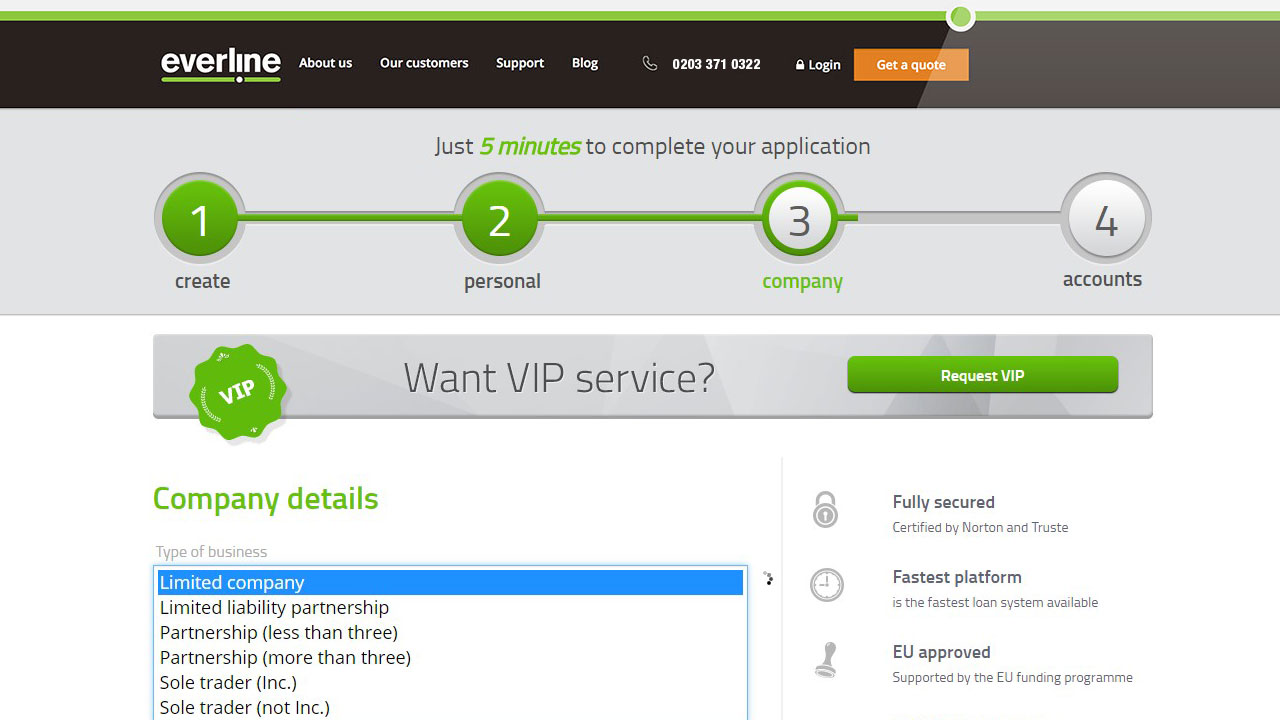 everline About us Our customers Support Blog 0203 371 0322 Login Get a quote
Just 5 minutes to complete your application
1 2 3 4
create personal company accounts
VIP Want VIP service? Request VIP
Company details
Type of business
Limited company
Limited liability partnership
Partnership (less than three)
Partnership (more than three)
Sole trader (Inc.)
Sole trader (not Inc.)
Fully secured
Certified by Norton and Truste
Fastest platform
is the fastest loan system available
EU approved
Supported by the EU funding programme